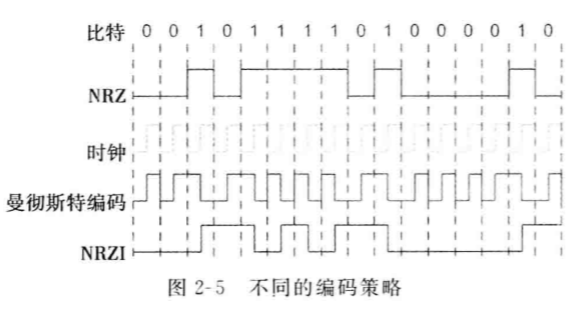 比特 0 0 1 0 1 1 1 1 0 1 0 0 0 0 1 0
NRZ
时钟
曼彻斯特编码
NRZI
图 2-5 不同的编码策略